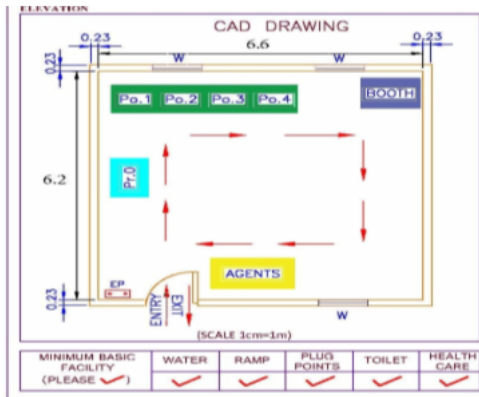 ELEVATION
CAD DRAWING
0.23 6.6 0.23
W W
0.23
Po.1 Po.2 Po.3 Po.4 BOOTH
6.2
Pr.O
AGENTS
EP
0.23 ENTRY EXIT 0.23
W
(SCALE 1cm=1m)
MINIMUM BASIC FACILITY (PLEASE ✓) WATER RAMP PLUG POINTS TOILET HEALTH CARE
✓ ✓ ✓ ✓ ✓